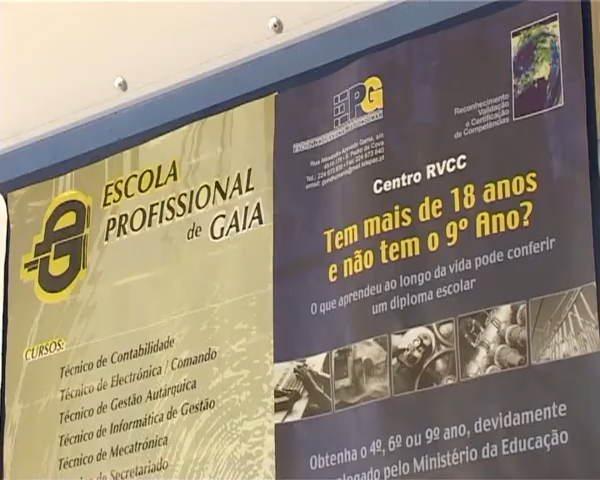 ESCOLA
PROFISSIONAL
de GAIA
CURSOS:
Técnico de Contabilidade
Técnico de Electrónica / Comando
Técnico de Gestão Autárquica
Técnico de Informática de Gestão
Técnico de Mecatrónica
de Secretariado
EPG
Reconhecimento
Validação
e Certificação
de Competências
Centro RVCC
Tem mais de 18 anos
e não tem o 9º Ano?
O que aprendeu ao longo da vida pode conferir
um diploma escolar
Obtenha o 4º, 6º ou 9º ano, devidamente
pelo Ministério da Educação